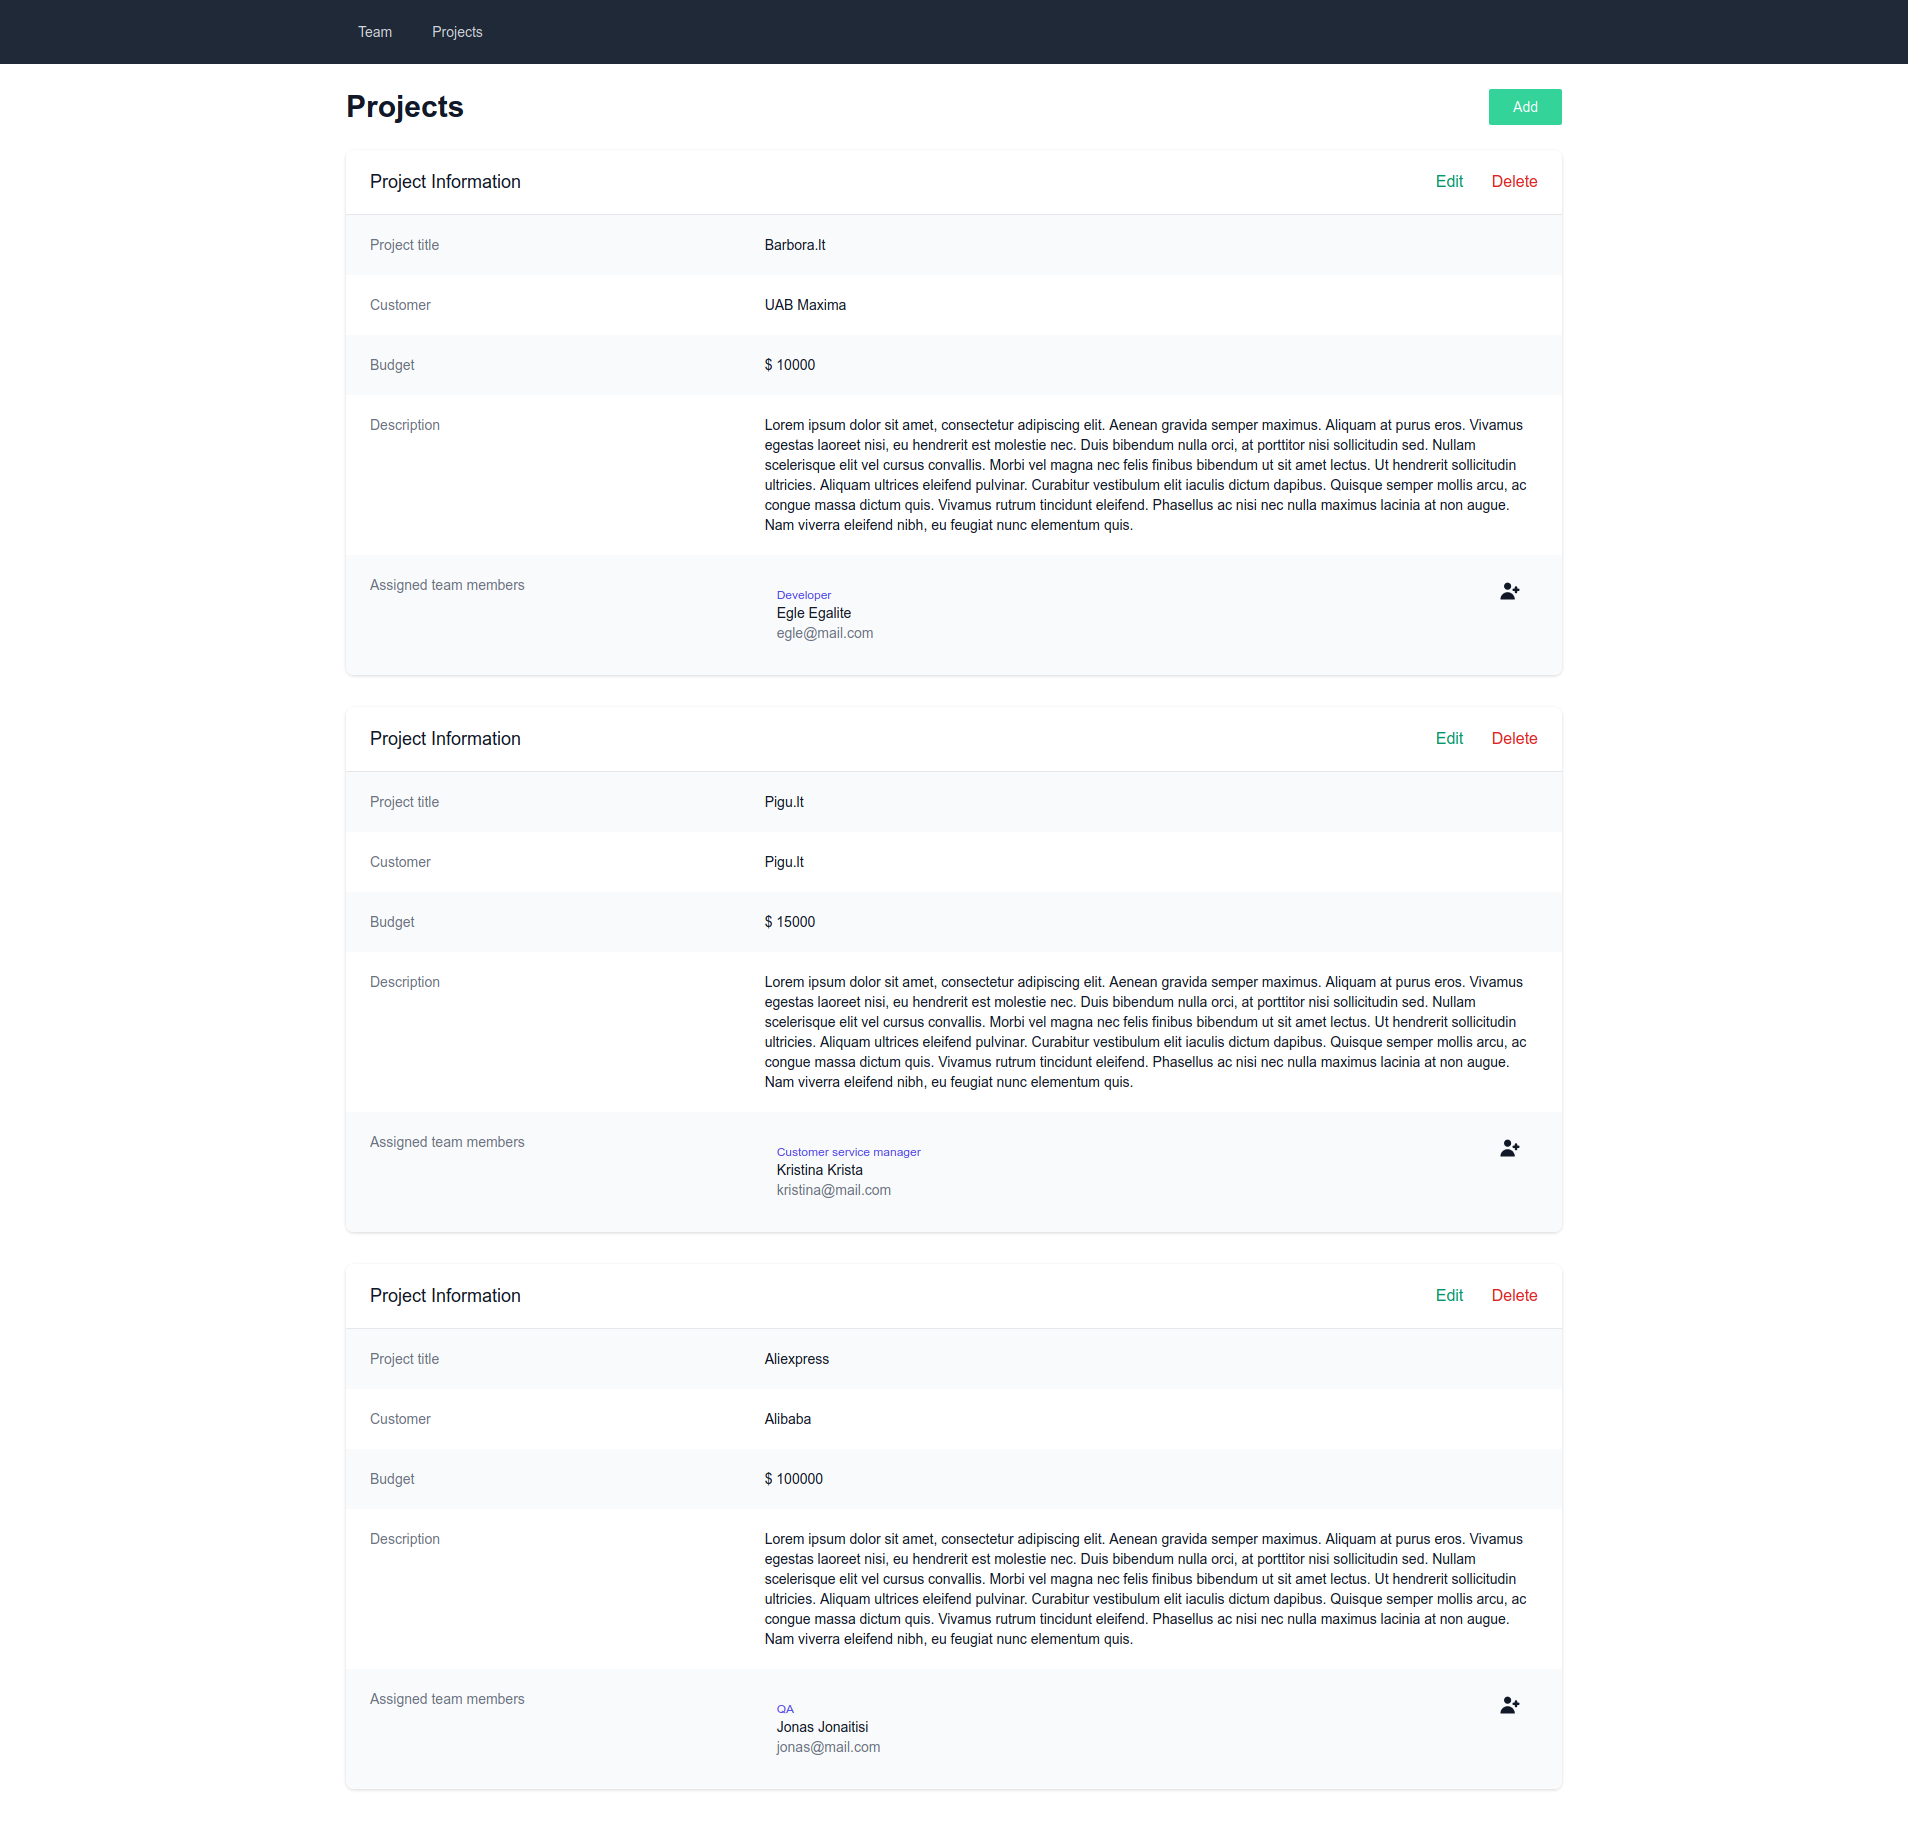 Team Projects
Projects
Add
Project Information
Edit Delete
Project title Barbora.lt
Customer UAB Maxima
Budget $ 10000
Description Lorem ipsum dolor sit amet, consectetur adipiscing elit. Aenean gravida semper maximus. Aliquam at purus eros. Vivamus
egestas laoreet nisi, eu hendrerit est molestie nec. Duis bibendum nulla orci, at porttitor nisi sollicitudin sed. Nullam
scelerisque elit vel cursus convallis. Morbi vel magna nec felis finibus bibendum ut sit amet lectus. Ut hendrerit sollicitudin
ultricies. Aliquam ultrices eleifend pulvinar. Curabitur vestibulum elit iaculis dictum dapibus. Quisque semper mollis arcu, ac
congue massa dictum quis. Vivamus rutrum tincidunt eleifend. Phasellus ac nisi nec nulla maximus lacinia at non augue.
Nam viverra eleifend nibh, eu feugiat nunc elementum quis.
Assigned team members
Developer
Egle Egalite
egle@mail.com
Project Information
Edit Delete
Project title Pigu.lt
Customer Pigu.lt
Budget $ 15000
Description Lorem ipsum dolor sit amet, consectetur adipiscing elit. Aenean gravida semper maximus. Aliquam at purus eros. Vivamus
egestas laoreet nisi, eu hendrerit est molestie nec. Duis bibendum nulla orci, at porttitor nisi sollicitudin sed. Nullam
scelerisque elit vel cursus convallis. Morbi vel magna nec felis finibus bibendum ut sit amet lectus. Ut hendrerit sollicitudin
ultricies. Aliquam ultrices eleifend pulvinar. Curabitur vestibulum elit iaculis dictum dapibus. Quisque semper mollis arcu, ac
congue massa dictum quis. Vivamus rutrum tincidunt eleifend. Phasellus ac nisi nec nulla maximus lacinia at non augue.
Nam viverra eleifend nibh, eu feugiat nunc elementum quis.
Assigned team members
Customer service manager
Kristina Krista
kristina@mail.com
Project Information
Edit Delete
Project title Aliexpress
Customer Alibaba
Budget $ 100000
Description Lorem ipsum dolor sit amet, consectetur adipiscing elit. Aenean gravida semper maximus. Aliquam at purus eros. Vivamus
egestas laoreet nisi, eu hendrerit est molestie nec. Duis bibendum nulla orci, at porttitor nisi sollicitudin sed. Nullam
scelerisque elit vel cursus convallis. Morbi vel magna nec felis finibus bibendum ut sit amet lectus. Ut hendrerit sollicitudin
ultricies. Aliquam ultrices eleifend pulvinar. Curabitur vestibulum elit iaculis dictum dapibus. Quisque semper mollis arcu, ac
congue massa dictum quis. Vivamus rutrum tincidunt eleifend. Phasellus ac nisi nec nulla maximus lacinia at non augue.
Nam viverra eleifend nibh, eu feugiat nunc elementum quis.
Assigned team members
QA
Jonas Jonaitisi
jonas@mail.com